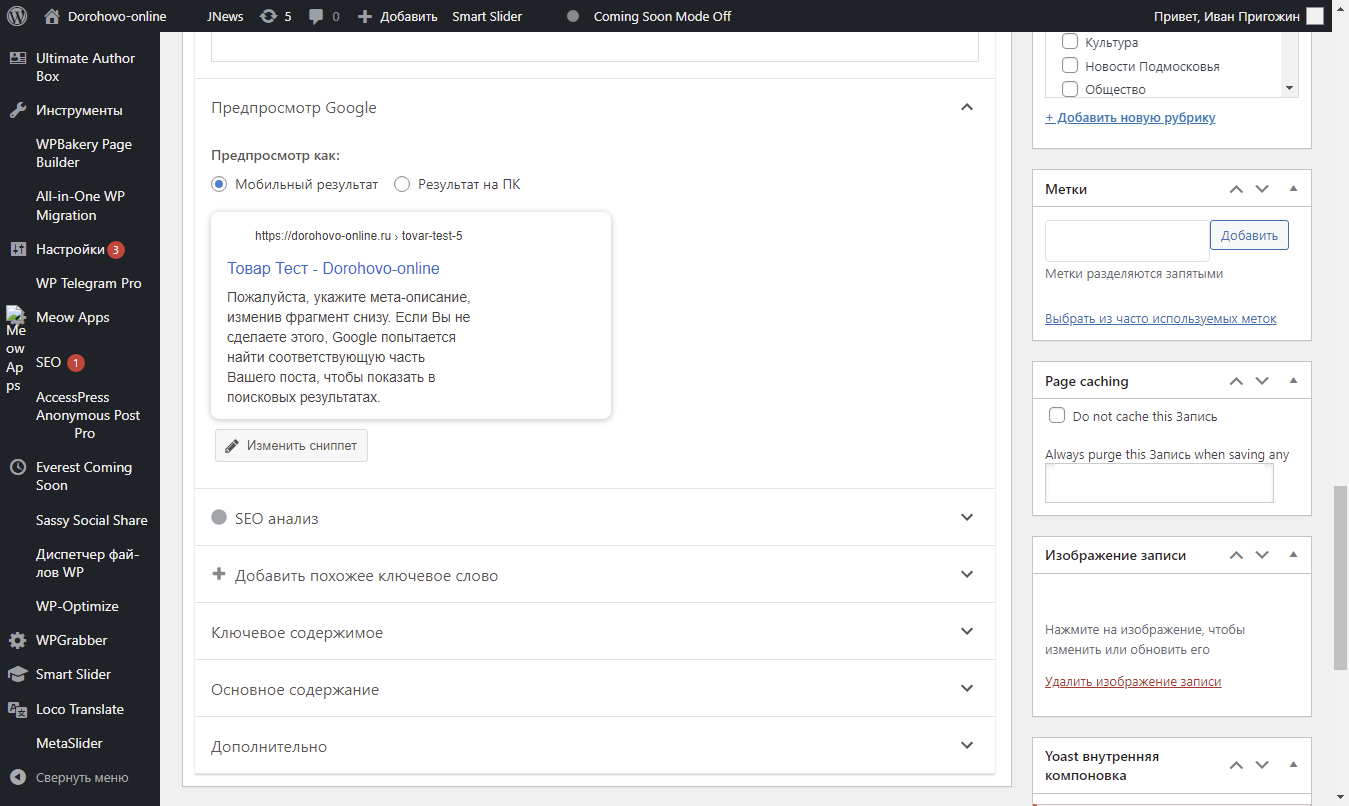 Dorohovo-online
JNews
5
0
Добавить
Smart Slider
Coming Soon Mode Off
Привет, Иван Пригожин
Ultimate Author
Box
Инструменты
WPBakery Page
Builder
All-in-One WP
Migration
Настройки 3
WP Telegram Pro
Meow Apps
Me
ow
Ap
ps
SEO 1
AccessPress
Anonymous Post
Pro
Everest Coming
Soon
Sassy Social Share
Диспетчер фай-
лов WP
WP-Optimize
WPGrabber
Smart Slider
Loco Translate
MetaSlider
Свернуть меню
Предпросмотр Google
Предпросмотр как:
Мобильный результат
Результат на ПК
https://dorohovo-online.ru › tovar-test-5
Товар Тест - Dorohovo-online
Пожалуйста, укажите мета-описание,
изменив фрагмент снизу. Если Вы не
сделаете этого, Google попытается
найти соответствующую часть
Вашего поста, чтобы показать в
поисковых результатах.
Изменить сниппет
SEO анализ
Добавить похожее ключевое слово
Ключевое содержимое
Основное содержание
Дополнительно
Культура
Новости Подмосковья
Общество
+ Добавить новую рубрику
Метки
Добавить
Метки разделяются запятыми
Выбрать из часто используемых меток
Page caching
Do not cache this Запись
Always purge this Запись when saving any
Изображение записи
Нажмите на изображение, чтобы
изменить или обновить его
Удалить изображение записи
Yoast внутренняя
компоновка